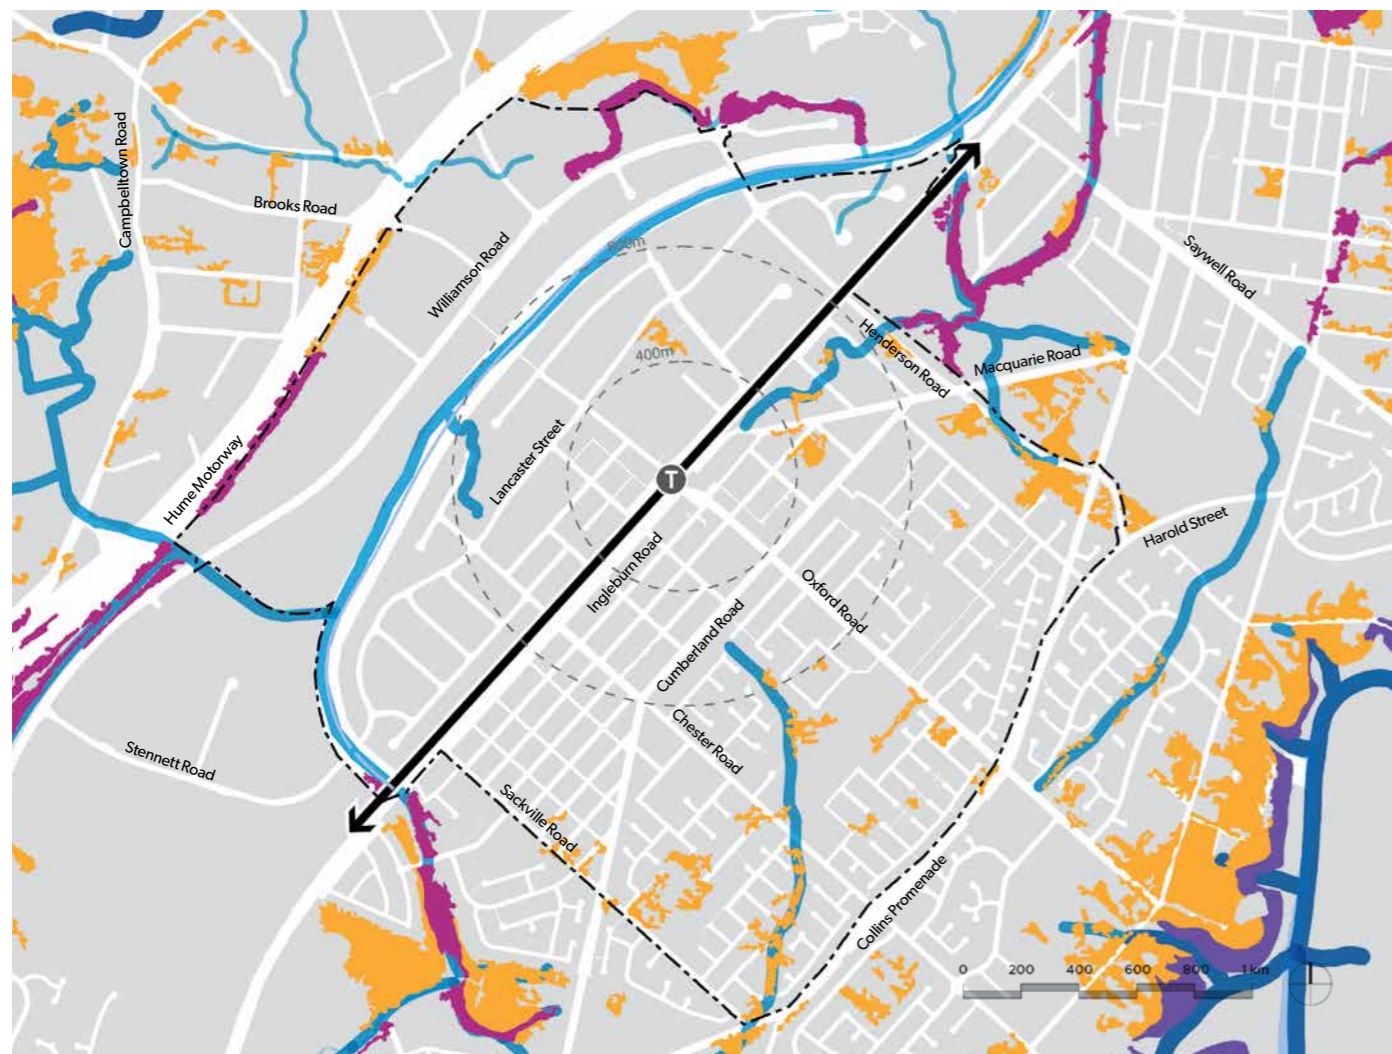 Campbelltown Road
Brooks Road
Williamson Road
Saywell Road
800m
400m
Henderson Road
Macquarie Road
Lancaster Street
Hume Motorway
T
Harold Street
Ingleburn Road
Oxford Road
Cumberland Road
Chester Road
Stennett Road
Sackville Road
Collins Promenade
0 200 400 600 800 1 km